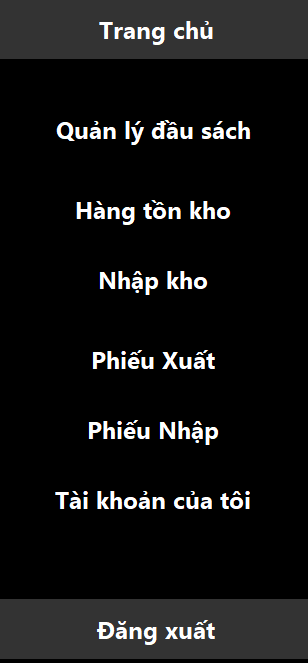 Trang chủ
Quản lý đầu sách
Hàng tồn kho
Nhập kho
Phiếu Xuất
Phiếu Nhập
Tài khoản của tôi
Đăng xuất